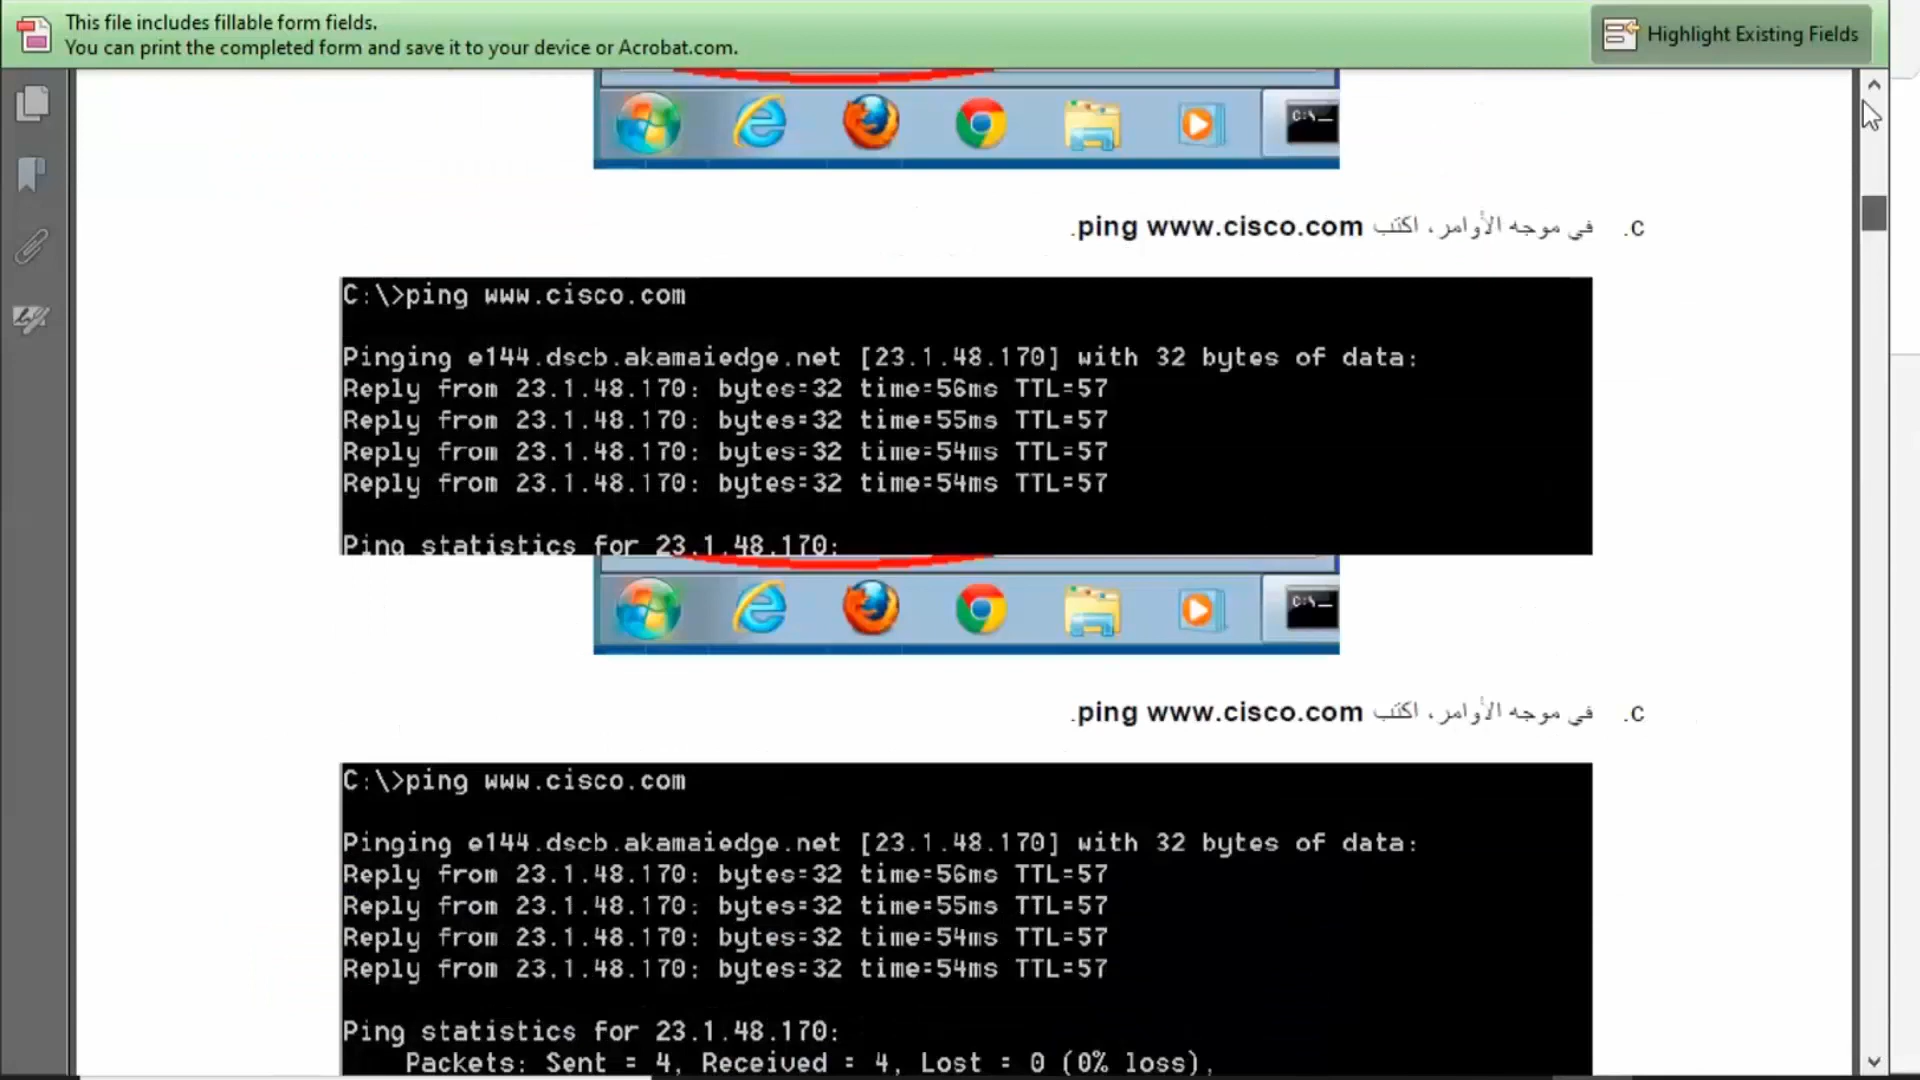 This file includes fillable form fields.
You can print the completed form and save it to your device or Acrobat.com.
Highlight Existing Fields
C:\_
c. في موجه الأوامر، اكتب ping www.cisco.com.
C:\>ping www.cisco.com
Pinging e144.dscb.akamaiedge.net [23.1.48.170] with 32 bytes of data:
Reply from 23.1.48.170: bytes=32 time=56ms TTL=57
Reply from 23.1.48.170: bytes=32 time=55ms TTL=57
Reply from 23.1.48.170: bytes=32 time=54ms TTL=57
Reply from 23.1.48.170: bytes=32 time=54ms TTL=57
Ping statistics for 23.1.48.170:
C:\_
c. في موجه الأوامر، اكتب ping www.cisco.com.
C:\>ping www.cisco.com
Pinging e144.dscb.akamaiedge.net [23.1.48.170] with 32 bytes of data:
Reply from 23.1.48.170: bytes=32 time=56ms TTL=57
Reply from 23.1.48.170: bytes=32 time=55ms TTL=57
Reply from 23.1.48.170: bytes=32 time=54ms TTL=57
Reply from 23.1.48.170: bytes=32 time=54ms TTL=57
Ping statistics for 23.1.48.170:
Packets: Sent = 4, Received = 4, Lost = 0 (0% loss),